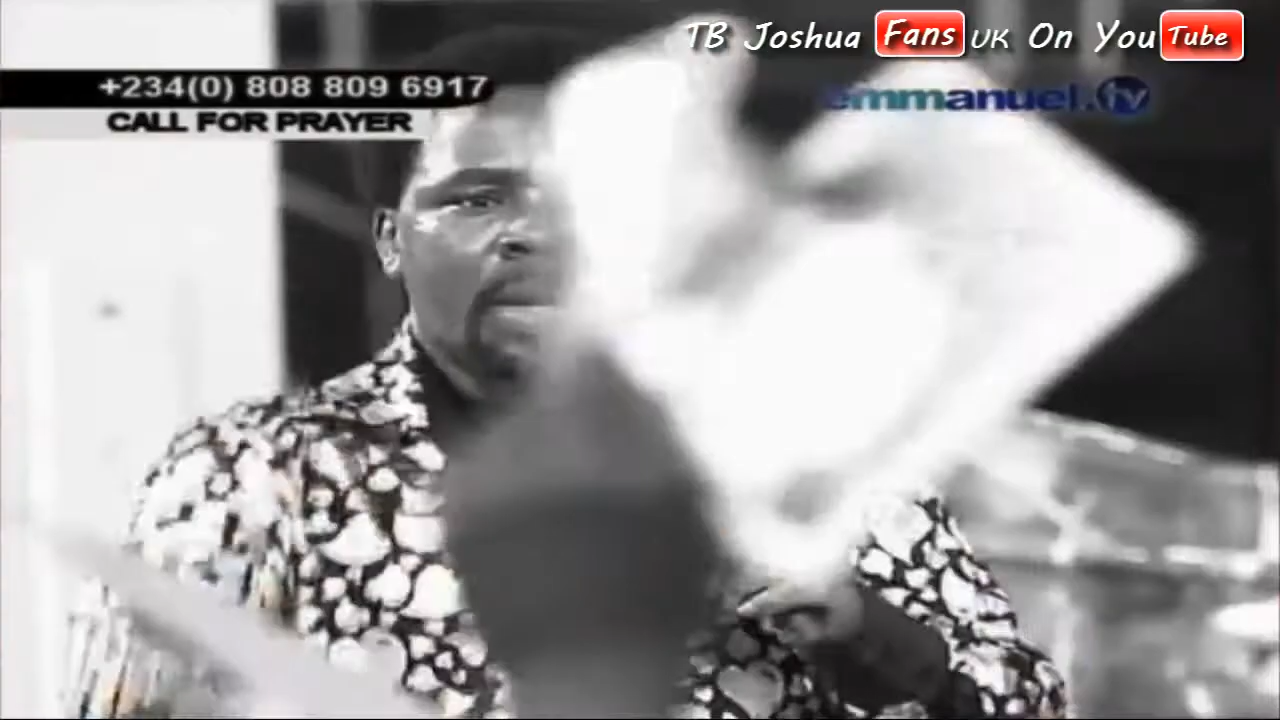 TB Joshua Fans UK On YouTube
+234(0) 808 809 6917
emmanuel.tv
CALL FOR PRAYER